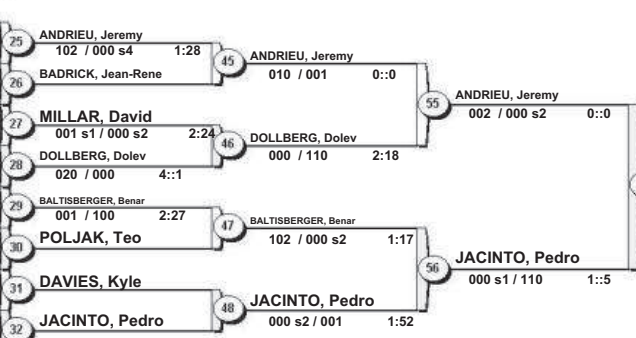 25
ANDRIEU, Jeremy
102 / 000 s4 1:28
26
BADRICK, Jean-Rene
27
MILLAR, David
001 s1 / 000 s2 2:24
28
DOLLBERG, Dolev
020 / 000 4::1
29
BALTISBERGER, Benar
001 / 100 2:27
30
POLJAK, Teo
31
DAVIES, Kyle
32
JACINTO, Pedro
45
ANDRIEU, Jeremy
010 / 001 0::0
46
DOLLBERG, Dolev
000 / 110 2:18
47
BALTISBERGER, Benar
102 / 000 s2 1:17
48
JACINTO, Pedro
000 s2 / 001 1:52
55
ANDRIEU, Jeremy
002 / 000 s2 0::0
56
JACINTO, Pedro
000 s1 / 110 1::5